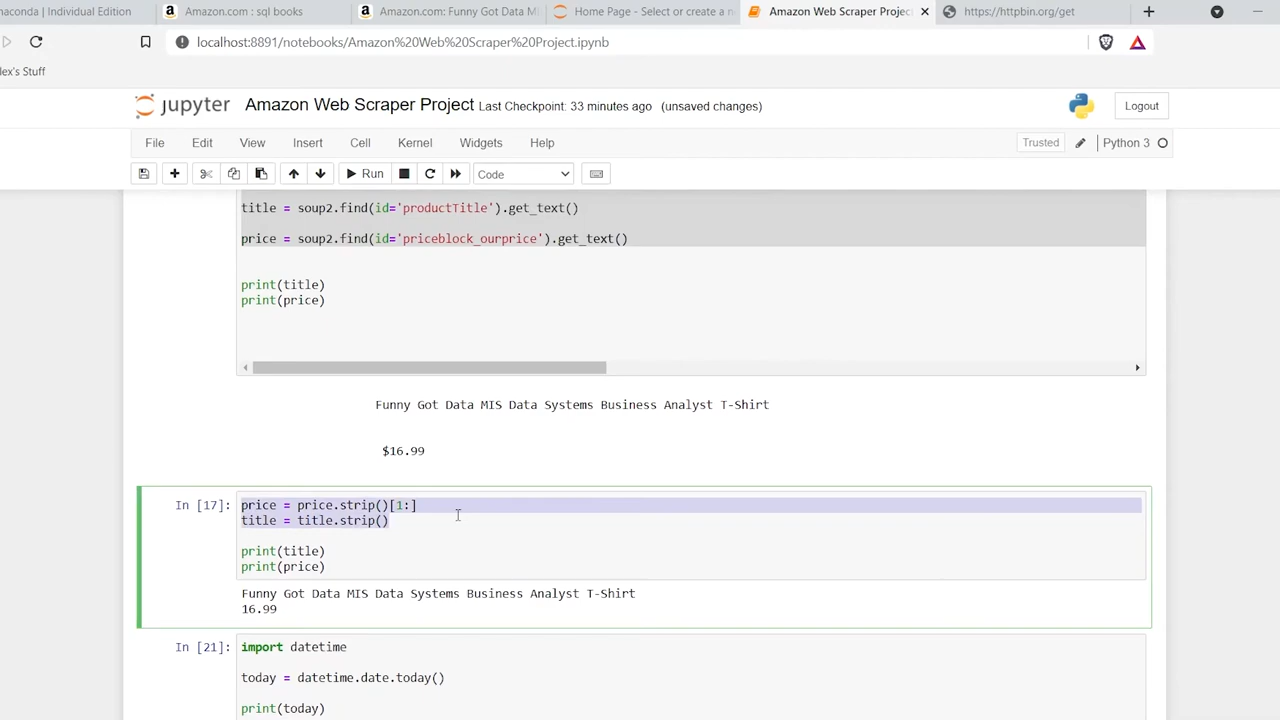 naconda | Individual Edition
Amazon.com : sql books
Amazon.com: Funny Got Data MI
Home Page - Select or create a n
Amazon Web Scraper Project
https://httpbin.org/get
localhost:8891/notebooks/Amazon%20Web%20Scraper%20Project.ipynb
lex's Stuff
jupyter Amazon Web Scraper Project Last Checkpoint: 33 minutes ago (unsaved changes)
Logout
File Edit View Insert Cell Kernel Widgets Help
Trusted
Python 3
Run
Code
title = soup2.find(id='productTitle').get_text()
price = soup2.find(id='priceblock_ourprice').get_text()
print(title)
print(price)
Funny Got Data MIS Data Systems Business Analyst T-Shirt
$16.99
In [17]: price = price.strip()[1:]
title = title.strip()
print(title)
print(price)
Funny Got Data MIS Data Systems Business Analyst T-Shirt
16.99
In [21]: import datetime
today = datetime.date.today()
print(today)